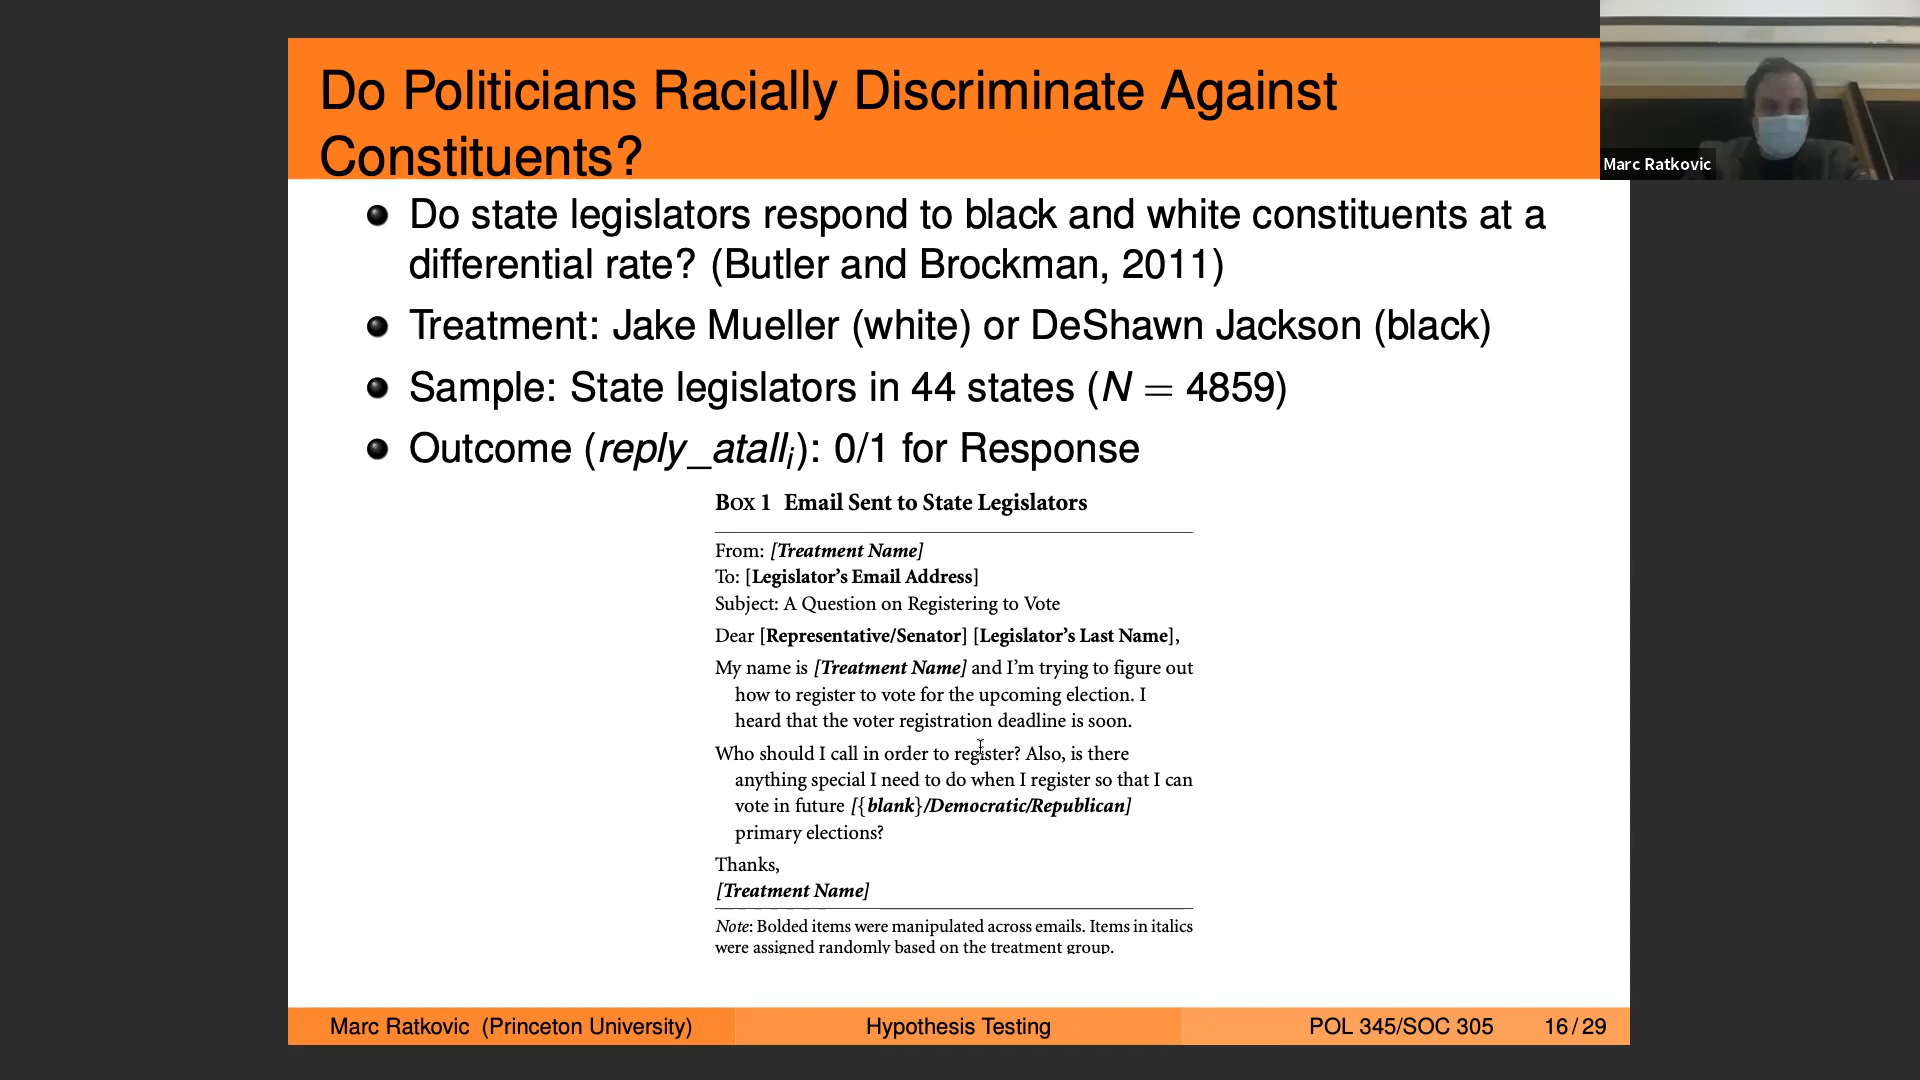 Do Politicians Racially Discriminate Against
Constituents?
Marc Ratkovic
Do state legislators respond to black and white constituents at a
differential rate? (Butler and Brockman, 2011)
Treatment: Jake Mueller (white) or DeShawn Jackson (black)
Sample: State legislators in 44 states (N = 4859)
Outcome (reply_atall_i): 0/1 for Response
BOX 1 Email Sent to State Legislators
From: [Treatment Name]
To: [Legislator’s Email Address]
Subject: A Question on Registering to Vote
Dear [Representative/Senator] [Legislator’s Last Name],
My name is [Treatment Name] and I’m trying to figure out
how to register to vote for the upcoming election. I
heard that the voter registration deadline is soon.
Who should I call in order to register? Also, is there
anything special I need to do when I register so that I can
vote in future [{blank}/Democratic/Republican]
primary elections?
Thanks,
[Treatment Name]
Note: Bolded items were manipulated across emails. Items in italics
were assigned randomly based on the treatment group.
Marc Ratkovic (Princeton University)
Hypothesis Testing
POL 345/SOC 305
16 / 29